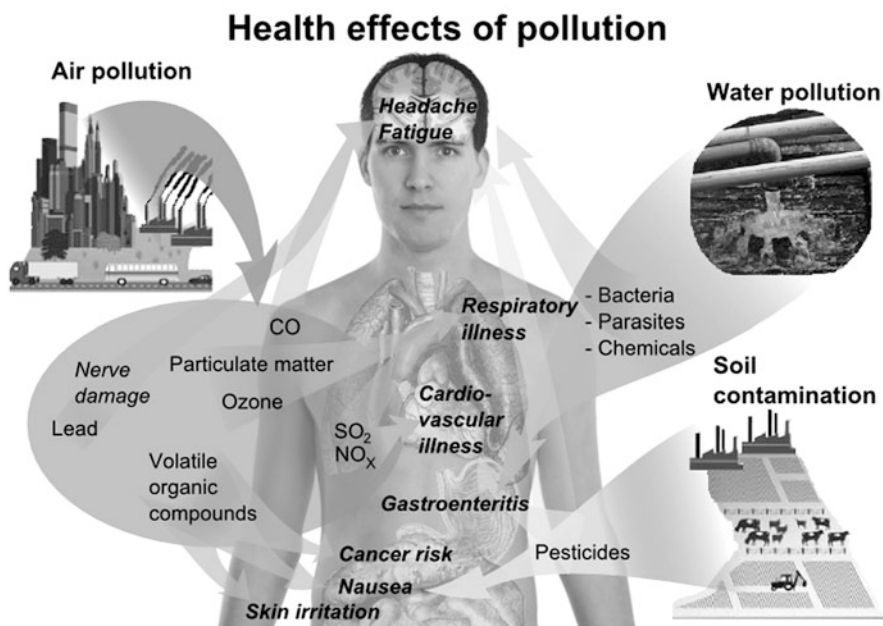 Health effects of pollution
Air pollution
Water pollution
Headache
Fatigue
CO
Particulate matter
Nerve
damage
Ozone
Lead
Volatile
organic
compounds
SO₂
NOₓ
Respiratory
illness
- Bacteria
- Parasites
- Chemicals
Soil
contamination
Cardio-
vascular
illness
Gastroenteritis
Pesticides
Cancer risk
Nausea
Skin irritation